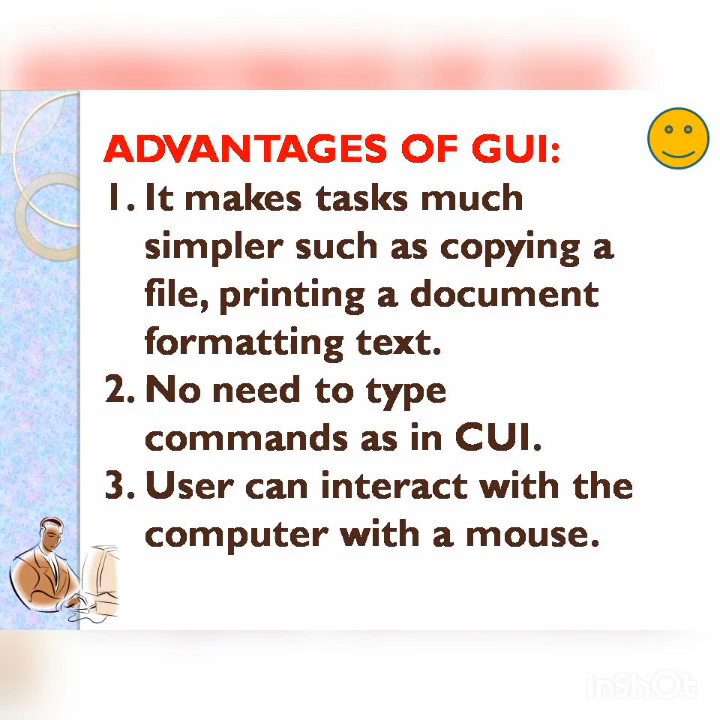 ADVANTAGES OF GUI:
1. It makes tasks much
simpler such as copying a
file, printing a document
formatting text.
2. No need to type
commands as in CUI.
3. User can interact with the
computer with a mouse.
InShOt